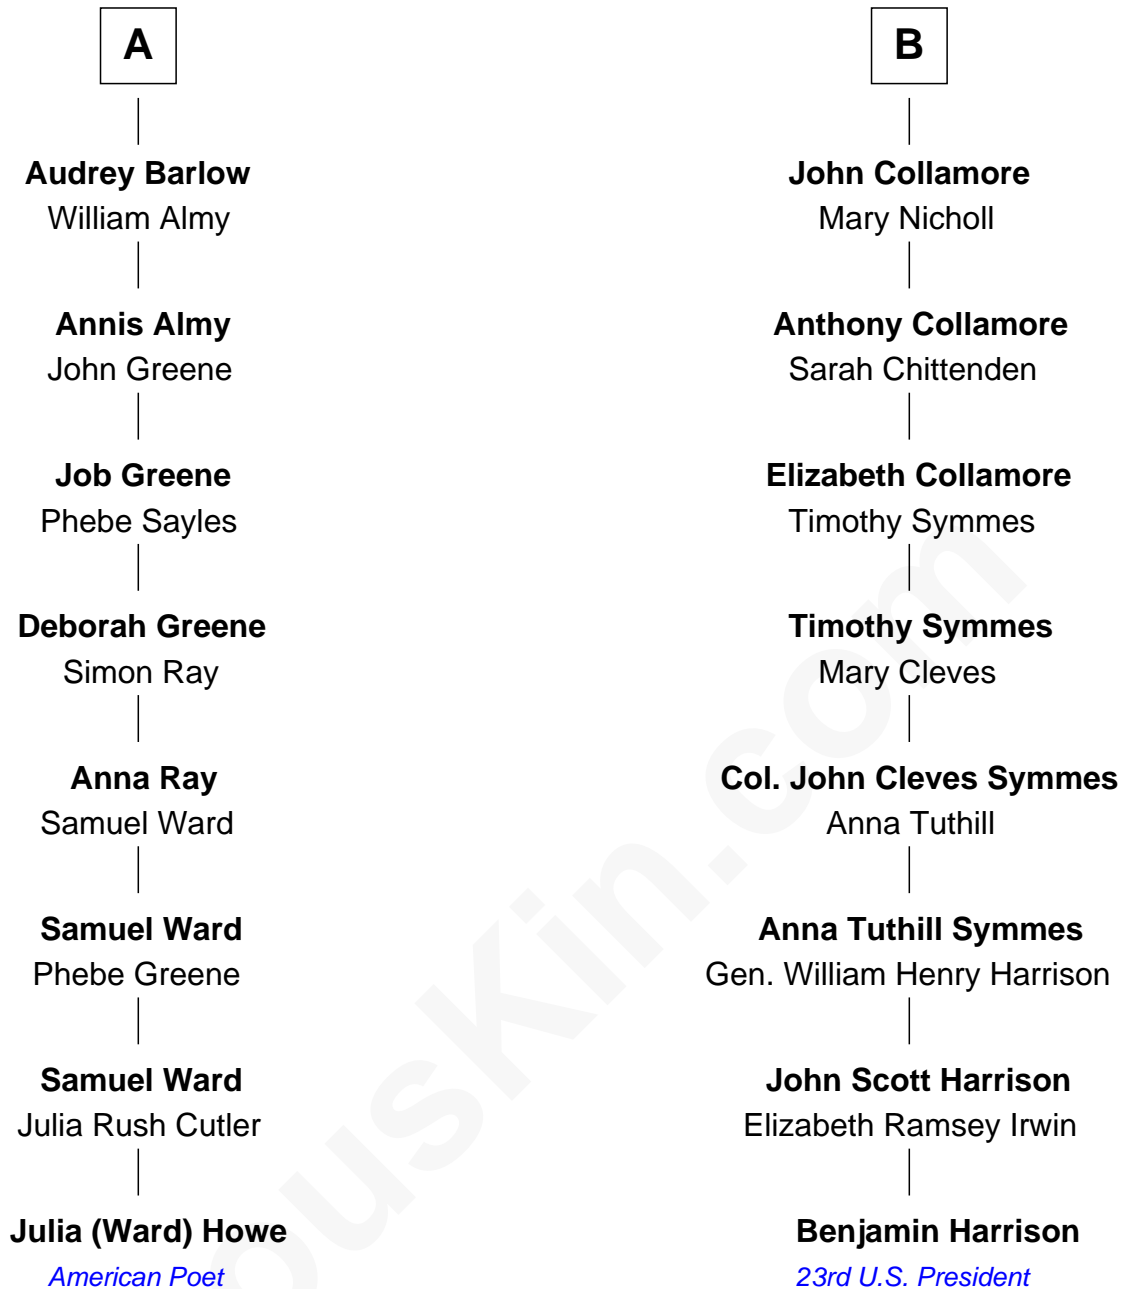 A
Audrey Barlow
William Almy
Annis Almy
John Greene
Job Greene
Phebe Sayles
Deborah Greene
Simon Ray
Anna Ray
Samuel Ward
Samuel Ward
Phebe Greene
Samuel Ward
Julia Rush Cutler
Julia (Ward) Howe
American Poet
B
John Collamore
Mary Nicholl
Anthony Collamore
Sarah Chittenden
Elizabeth Collamore
Timothy Symmes
Timothy Symmes
Mary Cleves
Col. John Cleves Symmes
Anna Tuthill
Anna Tuthill Symmes
Gen. William Henry Harrison
John Scott Harrison
Elizabeth Ramsey Irwin
Benjamin Harrison
23rd U.S. President
ousKin.com